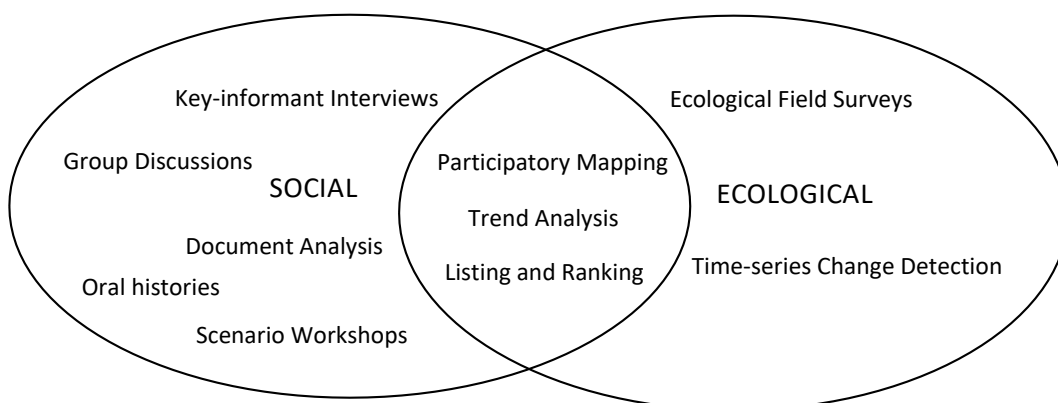 Key-informant Interviews
Group Discussions
SOCIAL
Document Analysis
Oral histories
Scenario Workshops
Participatory Mapping
Trend Analysis
Listing and Ranking
Ecological Field Surveys
ECOLOGICAL
Time-series Change Detection